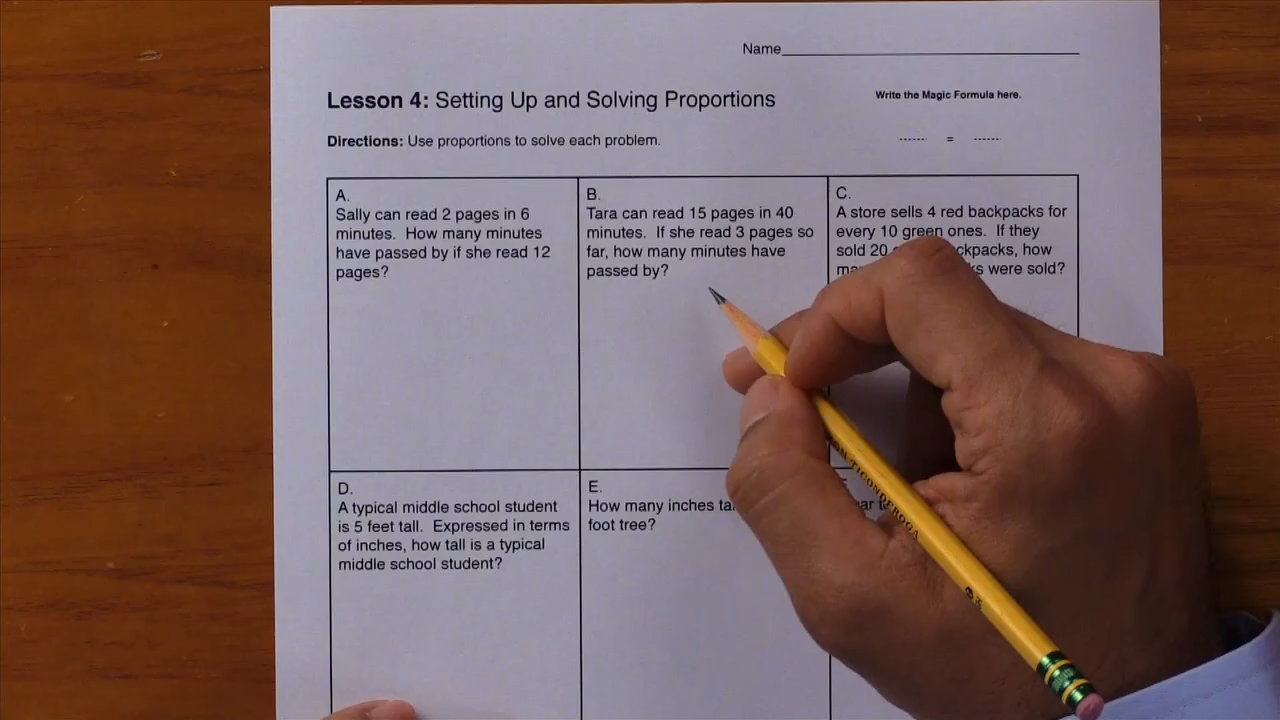 Name
Lesson 4: Setting Up and Solving Proportions
Write the Magic Formula here.
Directions: Use proportions to solve each problem.
=
A.
Sally can read 2 pages in 6
minutes. How many minutes
have passed by if she read 12
pages?
B.
Tara can read 15 pages in 40
minutes. If she read 3 pages so
far, how many minutes have
passed by?
C.
A store sells 4 red backpacks for
every 10 green ones. If they
sold 20 how
were sold?
D.
A typical middle school student
is 5 feet tall. Expressed in terms
of inches, how tall is a typical
middle school student?
E.
How many inches
foot tree?
TICONDEROGA